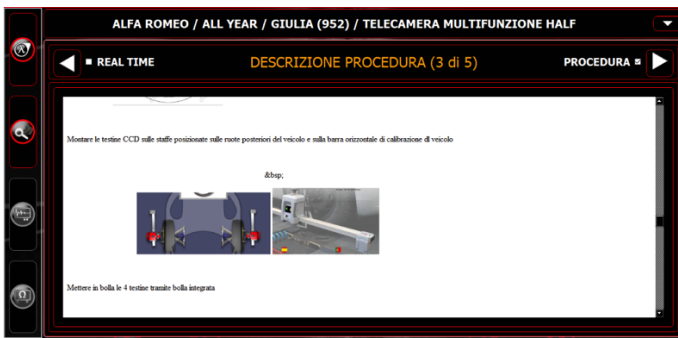 ALFA ROMEO / ALL YEAR / GIULIA (952) / TELECAMERA MULTIFUNZIONE HALF
REAL TIME
DESCRIZIONE PROCEDURA (3 di 5)
PROCEDURA
Montare le testine CCD sulle staffe posizionate sulle ruote posteriori del veicolo e sulla barra orizzontale di calibrazione dl veicolo
&bsp;
Mettere in bolla le 4 testine tramite bolla integrata